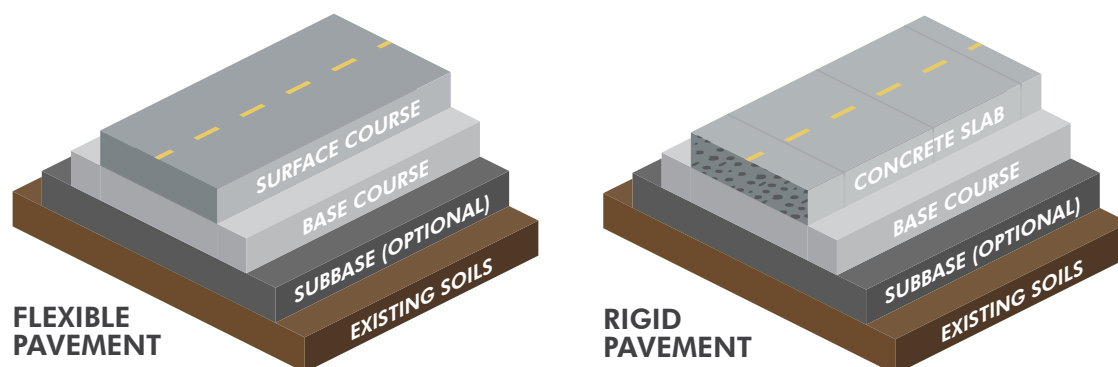 SURFACE COURSE
BASE COURSE
SUBBASE (OPTIONAL)
EXISTING SOILS
FLEXIBLE
PAVEMENT
CONCRETE SLAB
BASE COURSE
SUBBASE (OPTIONAL)
EXISTING SOILS
RIGID
PAVEMENT